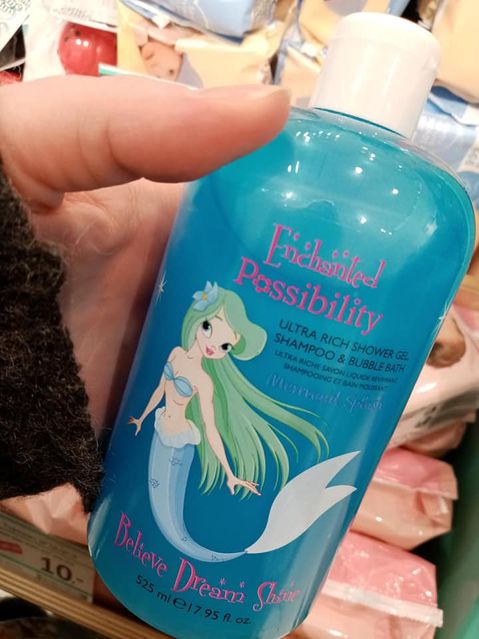 Enchanted
Possibility
ULTRA RICH SHOWER GEL
SHAMPOO & BUBBLE BATH
ULTRA RICHE SAVON LIQUIDE
SHAMPOOING ET BAIN MOUSSANT
Mermaid Splash
Believe Dream Shine
525 ml e 17.95 fl. oz
10.-